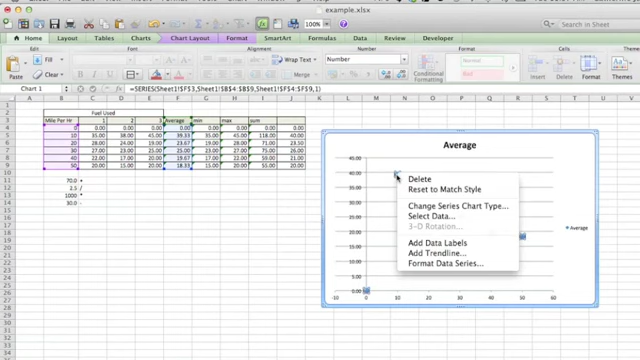 example.xlsx
100%
Search in Sheet
Home Layout Tables Charts Chart Layout Format SmartArt Formulas Data Review Developer
Edit Font Alignment Number Format Cells Themes
Fill Wrap Text
Paste Clear Merge Conditional Formatting Bad Insert Delete Format Themes
Chart 1 fx =SERIES(Sheet1!$F$3,Sheet1!$B$4:$B$9,Sheet1!$F$4:$F$9,1)
A B C D E F G H I J K L M N O P Q R
Fuel Used
Mile Per Hr 1 2 3 Average min max sum
0 0.00 0.00 0.00 0.00 0.00 0.00 0.00 0.00
10 35.00 38.00 45.00 39.33 35.00 45.00 118.00 40.00
20 28.00 24.00 19.00 23.67 19.00 28.00 71.00 23.50
30 27.00 23.00 25.00 25.00 23.00 27.00 75.00 25.00
40 22.00 17.00 20.00 19.67 17.00 22.00 59.00 21.00
50 20.00 15.00 20.00 18.33 15.00 20.00 55.00 20.00
70.0 +
2.5 /
1000 *
30.0 -
Average
45.00
40.00
35.00
30.00
25.00
20.00
15.00
10.00
5.00
0.00
-10 0 10 20 30 40 50 60
Average
Delete
Reset to Match Style
Change Series Chart Type...
Select Data...
3-D Rotation...
Add Data Labels
Add Trendline...
Format Data Series...